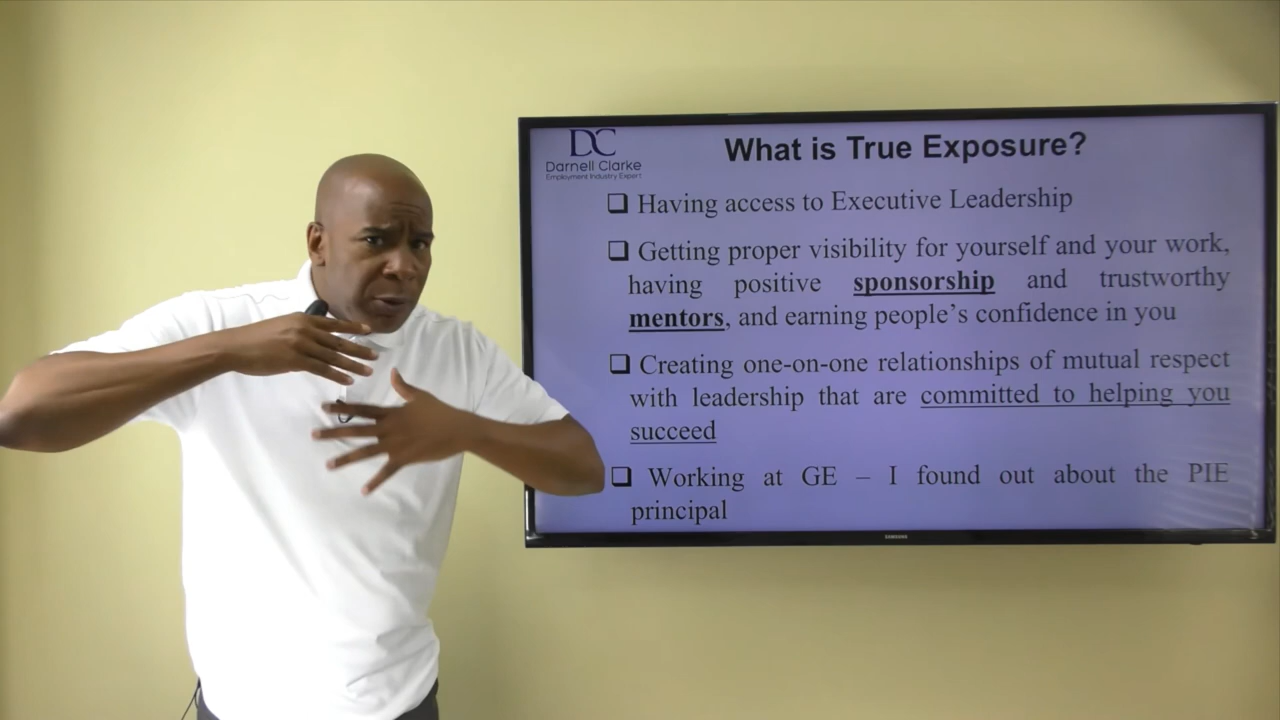 DC
Darnell Clarke
Employment Industry Expert
What is True Exposure?
❑ Having access to Executive Leadership
❑ Getting proper visibility for yourself and your work,
having positive sponsorship and trustworthy
mentors, and earning people's confidence in you
❑ Creating one-on-one relationships of mutual respect
with leadership that are committed to helping you
succeed
❑ Working at GE – I found out about the PIE
principal
SAMSUNG